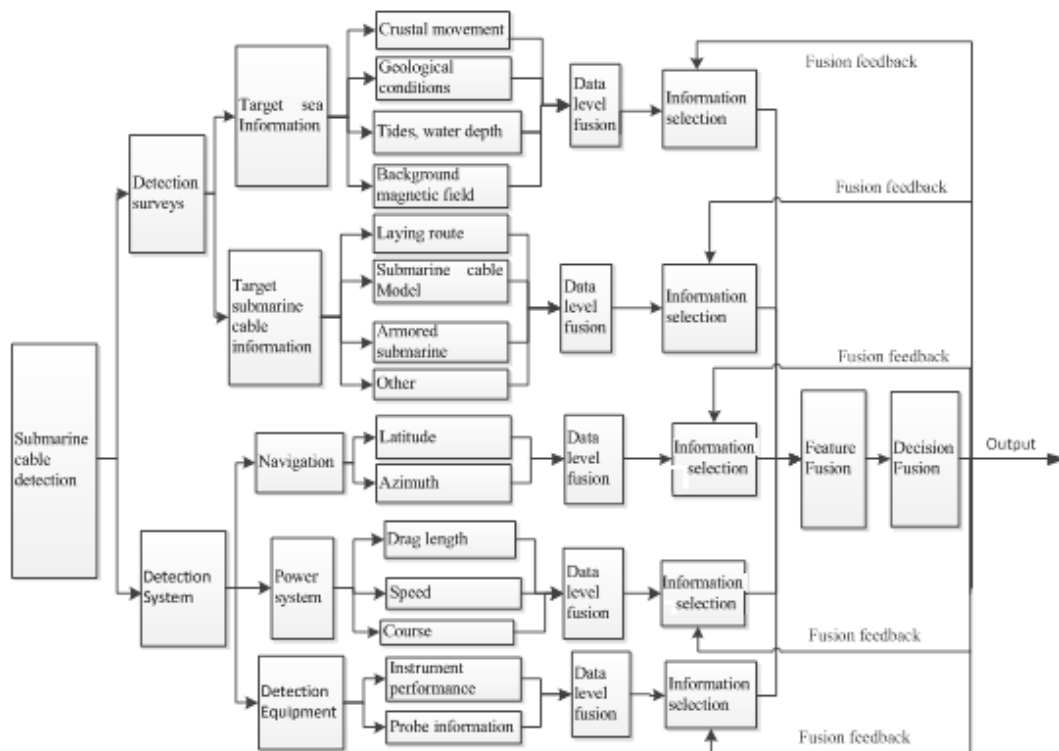 Crustal movement
Fusion feedback
Geological
conditions
Target sea
Information
Data
level
fusion
Information
selection
Tides, water depth
Detection
surveys
Background
magnetic field
Fusion feedback
Laying route
Target
submarine
cable
information
Submarine cable
Model
Data
level
fusion
Information
selection
Armored
submarine
Other
Fusion feedback
Submarine
cable
detection
Navigation
Latitude
Azimuth
Data
level
fusion
Information
selection
Feature
Fusion
Decision
Fusion
Output
Detection
System
Power
system
Drag length
Speed
Course
Data
level
fusion
Information
selection
Fusion feedback
Detection
Equipment
Instrument
performance
Probe information
Data
level
fusion
Information
selection
Fusion feedback